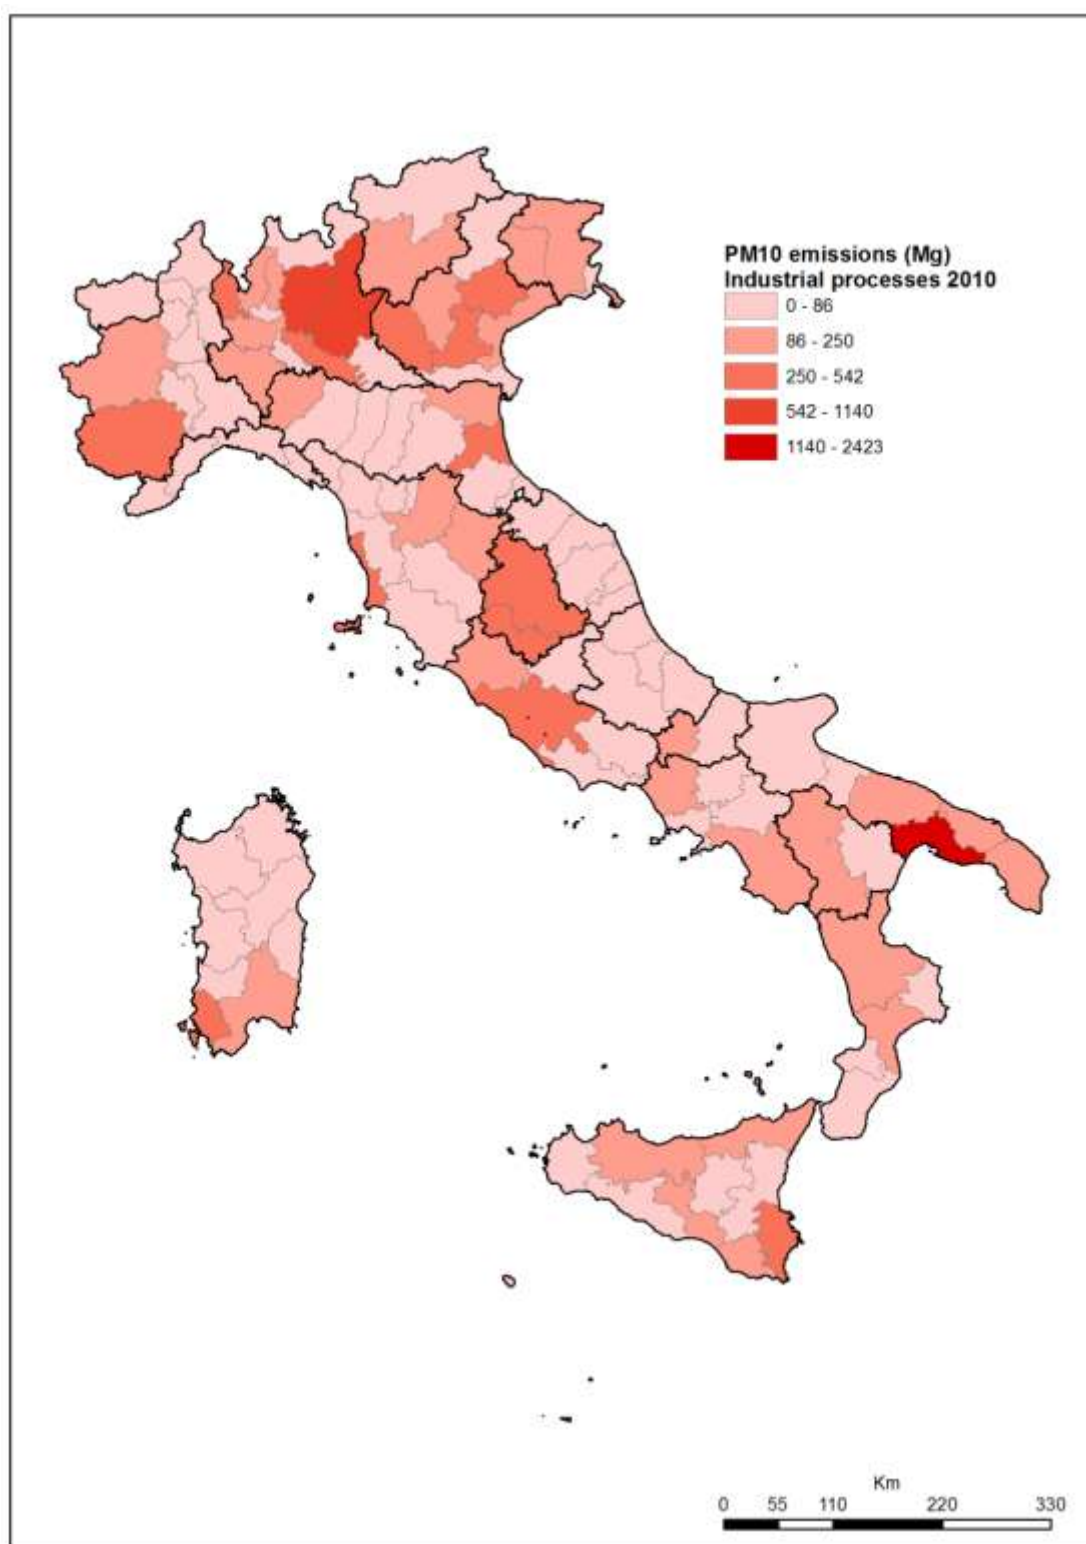 PM10 emissions (Mg)
Industrial processes 2010
0 - 86
86 - 250
250 - 542
542 - 1140
1140 - 2423
Km
0 55 110 220 330